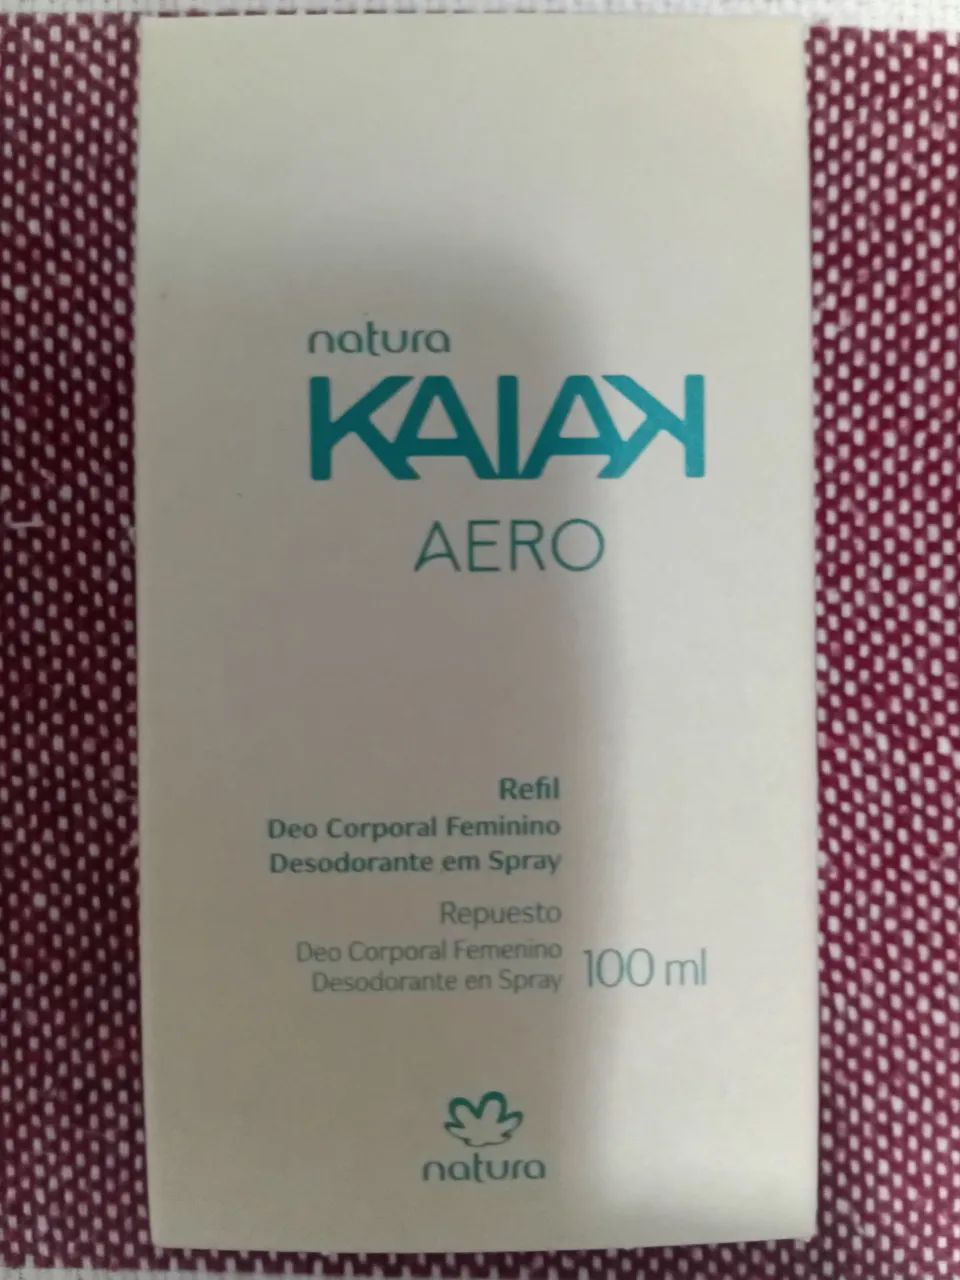 natura
KAIAK
AERO
Refil
Deo Corporal Feminino
Desodorante em Spray
Repuesto
Deo Corporal Femenino
Desodorante en Spray
100 ml
natura